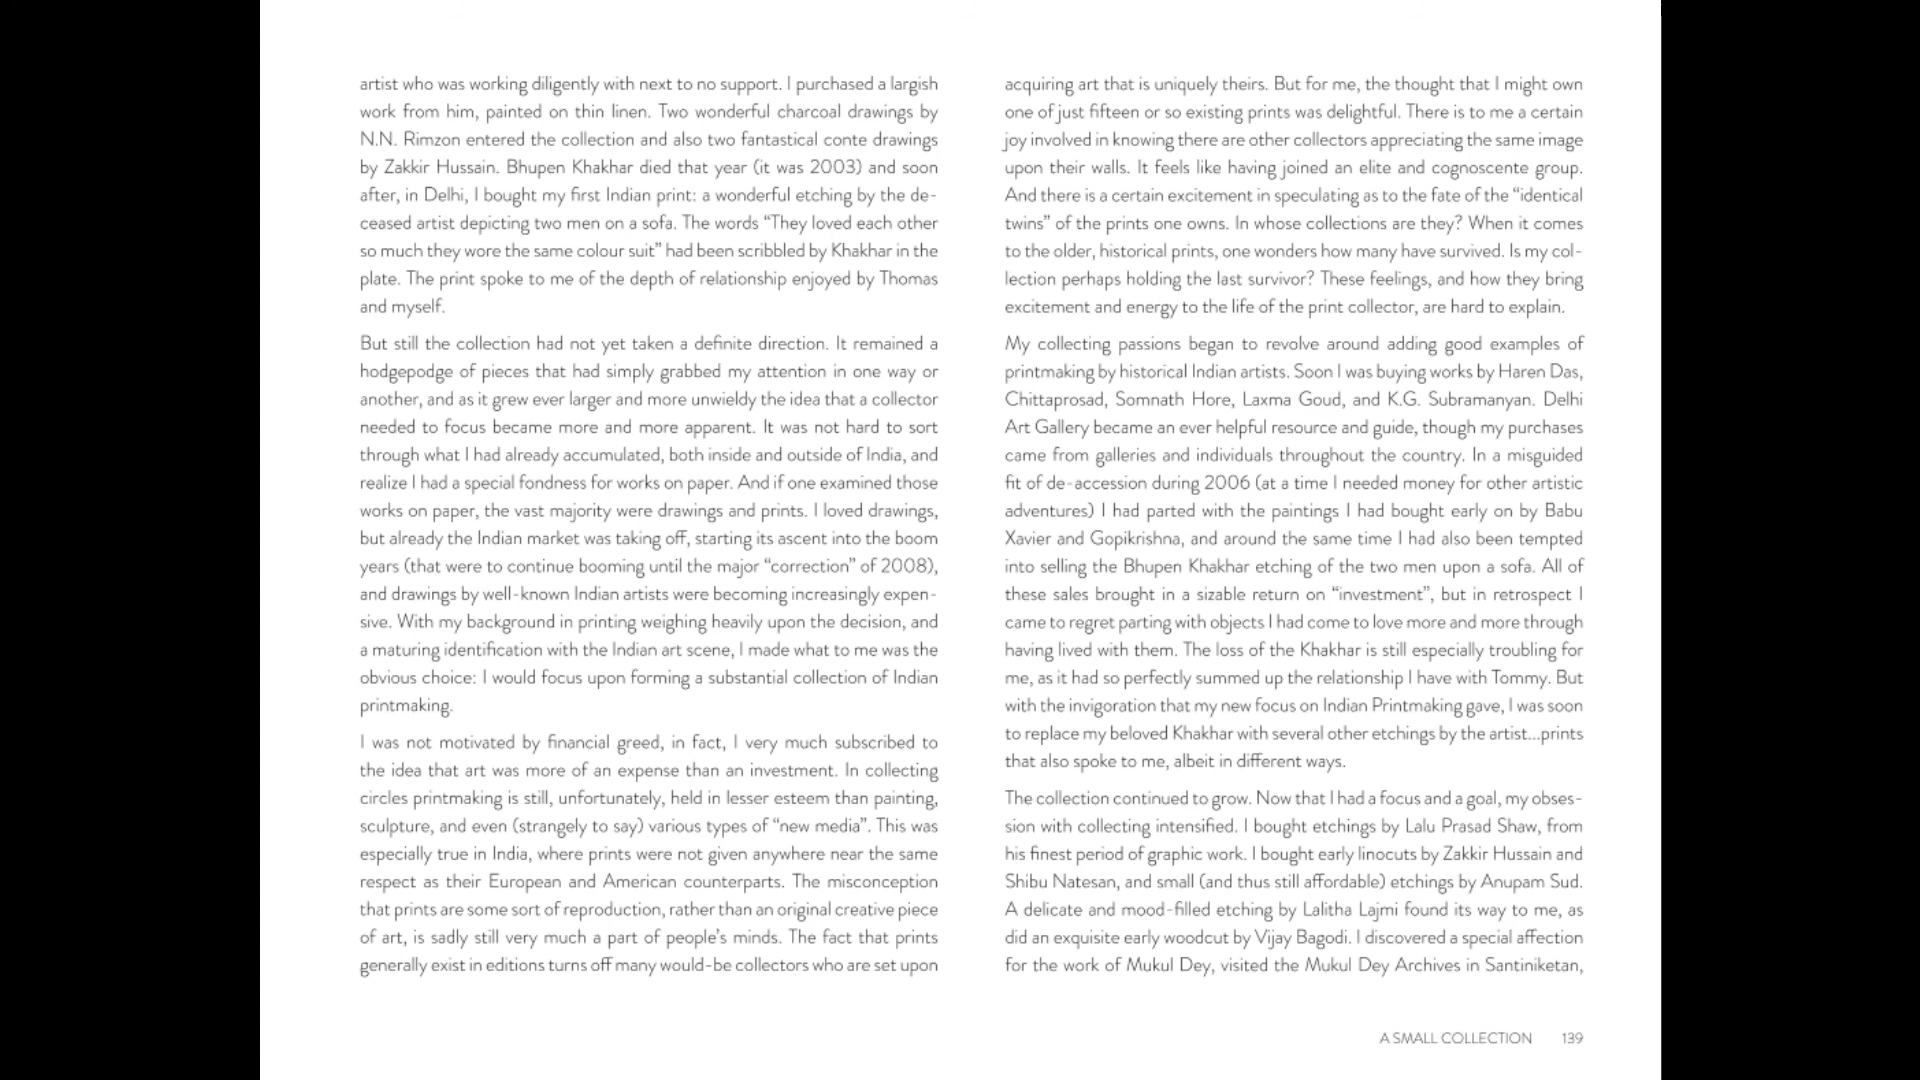 artist who was working diligently with next to no support. I purchased a largish
work from him, painted on thin linen. Two wonderful charcoal drawings by
N.N. Rimzon entered the collection and also two fantastical conte drawings
by Zakkir Hussain. Bhupen Khakhar died that year (it was 2003) and soon
after, in Delhi, I bought my first Indian print: a wonderful etching by the de-
ceased artist depicting two men on a sofa. The words “They loved each other
so much they wore the same colour suit” had been scribbled by Khakhar in the
plate. The print spoke to me of the depth of relationship enjoyed by Thomas
and myself.
But still the collection had not yet taken a definite direction. It remained a
hodgepodge of pieces that had simply grabbed my attention in one way or
another, and as it grew ever larger and more unwieldy the idea that a collector
needed to focus became more and more apparent. It was not hard to sort
through what I had already accumulated, both inside and outside of India, and
realize I had a special fondness for works on paper. And if one examined those
works on paper, the vast majority were drawings and prints. I loved drawings,
but already the Indian market was taking off, starting its ascent into the boom
years (that were to continue booming until the major “correction” of 2008),
and drawings by well-known Indian artists were becoming increasingly expen-
sive. With my background in printing weighing heavily upon the decision, and
a maturing identification with the Indian art scene, I made what to me was the
obvious choice: I would focus upon forming a substantial collection of Indian
printmaking.
I was not motivated by financial greed, in fact, I very much subscribed to
the idea that art was more of an expense than an investment. In collecting
circles printmaking is still, unfortunately, held in lesser esteem than painting,
sculpture, and even (strangely to say) various types of “new media”. This was
especially true in India, where prints were not given anywhere near the same
respect as their European and American counterparts. The misconception
that prints are some sort of reproduction, rather than an original creative piece
of art, is sadly still very much a part of people’s minds. The fact that prints
generally exist in editions turns off many would-be collectors who are set upon
acquiring art that is uniquely theirs. But for me, the thought that I might own
one of just fifteen or so existing prints was delightful. There is to me a certain
joy involved in knowing there are other collectors appreciating the same image
upon their walls. It feels like having joined an elite and cognoscente group.
And there is a certain excitement in speculating as to the fate of the “identical
twins” of the prints one owns. In whose collections are they? When it comes
to the older, historical prints, one wonders how many have survived. Is my col-
lection perhaps holding the last survivor? These feelings, and how they bring
excitement and energy to the life of the print collector, are hard to explain.
My collecting passions began to revolve around adding good examples of
printmaking by historical Indian artists. Soon I was buying works by Haren Das,
Chittaprosad, Somnath Hore, Laxma Goud, and K.G. Subramanyan. Delhi
Art Gallery became an ever helpful resource and guide, though my purchases
came from galleries and individuals throughout the country. In a misguided
fit of de-accession during 2006 (at a time I needed money for other artistic
adventures) I had parted with the paintings I had bought early on by Babu
Xavier and Gopikrishna, and around the same time I had also been tempted
into selling the Bhupen Khakhar etching of the two men upon a sofa. All of
these sales brought in a sizable return on “investment”, but in retrospect I
came to regret parting with objects I had come to love more and more through
having lived with them. The loss of the Khakhar is still especially troubling for
me, as it had so perfectly summed up the relationship I have with Tommy. But
with the invigoration that my new focus on Indian Printmaking gave, I was soon
to replace my beloved Khakhar with several other etchings by the artist...prints
that also spoke to me, albeit in different ways.
The collection continued to grow. Now that I had a focus and a goal, my obses-
sion with collecting intensified. I bought etchings by Lalu Prasad Shaw, from
his finest period of graphic work. I bought early linocuts by Zakkir Hussain and
Shibu Natesan, and small (and thus still affordable) etchings by Anupam Sud.
A delicate and mood-filled etching by Lalitha Lajmi found its way to me, as
did an exquisite early woodcut by Vijay Bagodi. I discovered a special affection
for the work of Mukul Dey, visited the Mukul Dey Archives in Santiniketan,
A SMALL COLLECTION 139